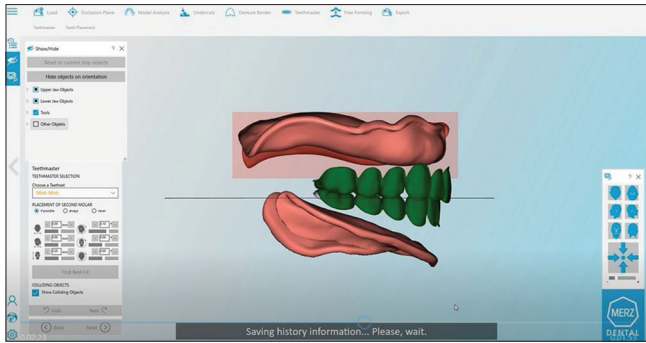 Load
Occlusion Plane
Model Analysis
Undercuts
Denture Border
Teethmaster
Free Forming
Export
Teethmaster
Teeth Placement
Show/Hide
? ×
Reset to current step objects
Hide objects on orientation
Upper Jaw Objects
Lower Jaw Objects
Tools
Other Objekts
Teethmaster
TEETHMASTER SELECTION
Choose a Teethset
PLACEMENT OF SECOND MOLAR
if possible
always
never
Find Best Fit
COLLIDING OBJECTS
Show Colliding Objects
Undo
Redo
Back
Next
? ×
MERZ
DENTAL
Saving history information... Please, wait.